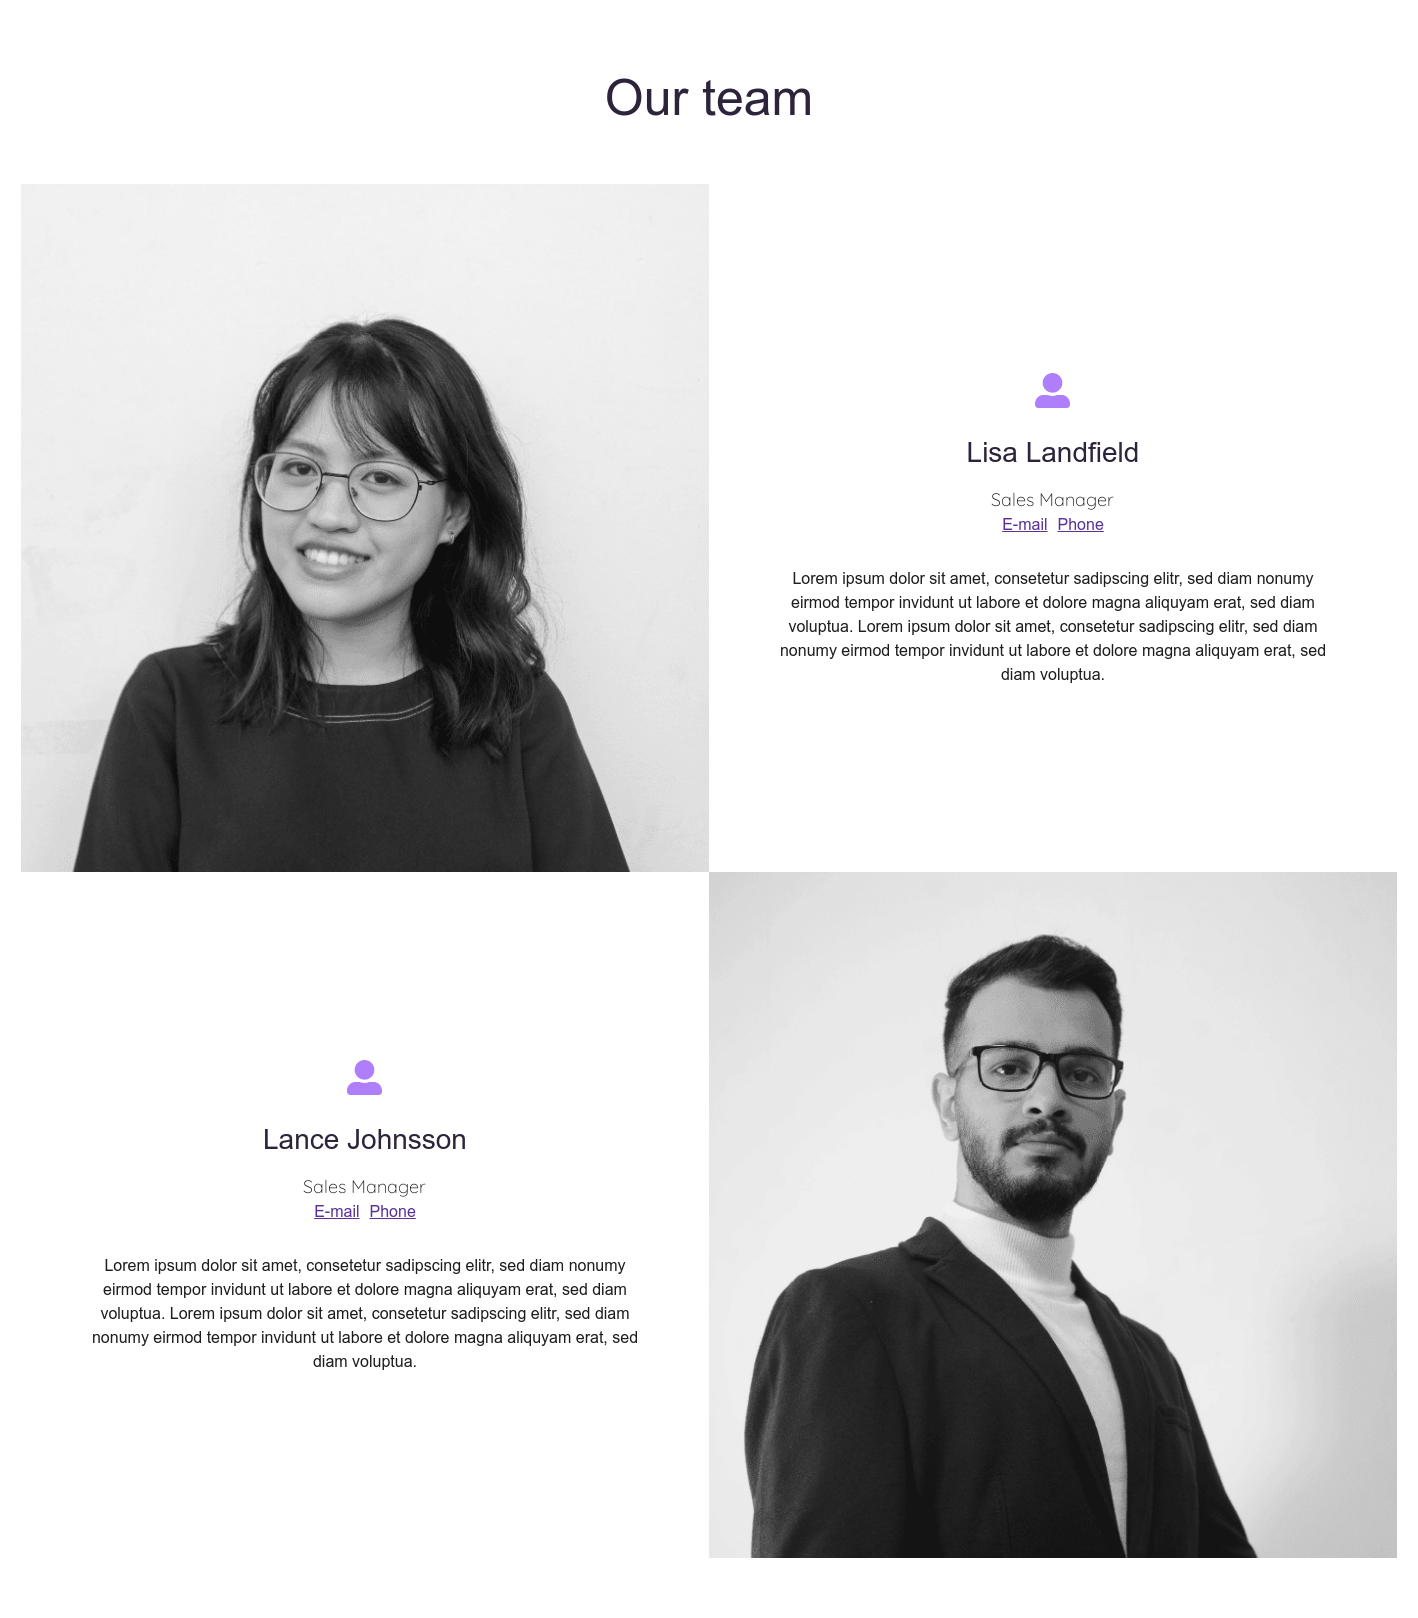 Our team
Lisa Landfield
Sales Manager
E-mail Phone
Lorem ipsum dolor sit amet, consetetur sadipscing elitr, sed diam nonumy
eirmod tempor invidunt ut labore et dolore magna aliquyam erat, sed diam
voluptua. Lorem ipsum dolor sit amet, consetetur sadipscing elitr, sed diam
nonumy eirmod tempor invidunt ut labore et dolore magna aliquyam erat, sed
diam voluptua.
Lance Johnsson
Sales Manager
E-mail Phone
Lorem ipsum dolor sit amet, consetetur sadipscing elitr, sed diam nonumy
eirmod tempor invidunt ut labore et dolore magna aliquyam erat, sed diam
voluptua. Lorem ipsum dolor sit amet, consetetur sadipscing elitr, sed diam
nonumy eirmod tempor invidunt ut labore et dolore magna aliquyam erat, sed
diam voluptua.